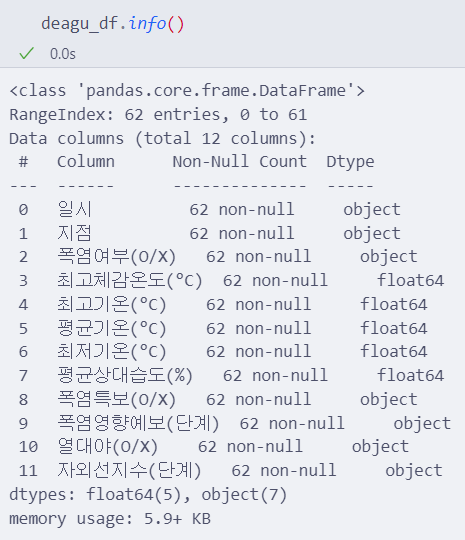 deagu_df.info()
0.0s
<class 'pandas.core.frame.DataFrame'>
RangeIndex: 62 entries, 0 to 61
Data columns (total 12 columns):
 #   Column      Non-Null Count  Dtype
---  ------      --------------  -----
 0   일시          62 non-null     object
 1   지점          62 non-null     object
 2   폭염여부(O/X)   62 non-null     object
 3   최고체감온도(°C)  62 non-null     float64
 4   최고기온(°C)    62 non-null     float64
 5   평균기온(°C)    62 non-null     float64
 6   최저기온(°C)    62 non-null     float64
 7   평균상대습도(%)   62 non-null     float64
 8   폭염특보(O/X)   62 non-null     object
 9   폭염영향예보(단계)  62 non-null     object
 10  열대야(O/X)    62 non-null     object
 11  자외선지수(단계)   62 non-null     object
dtypes: float64(5), object(7)
memory usage: 5.9+ KB